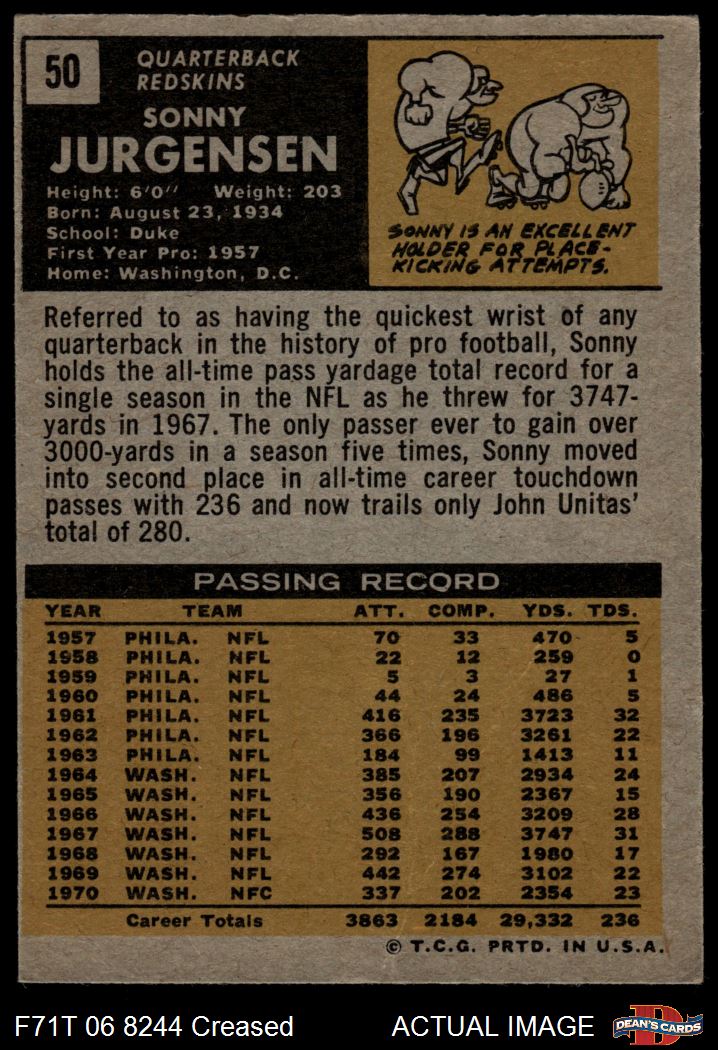 50
QUARTERBACK
REDSKINS
SONNY
JURGENSEN
Height: 6'0" Weight: 203
Born: August 23, 1934
School: Duke
First Year Pro: 1957
Home: Washington, D.C.
SONNY IS AN EXCELLENT
HOLDER FOR PLACE-
KICKING ATTEMPTS.
Referred to as having the quickest wrist of any
quarterback in the history of pro football, Sonny
holds the all-time pass yardage total record for a
single season in the NFL as he threw for 3747-
yards in 1967. The only passer ever to gain over
3000-yards in a season five times, Sonny moved
into second place in all-time career touchdown
passes with 236 and now trails only John Unitas'
total of 280.
PASSING RECORD
YEAR TEAM ATT. COMP. YDS. TDS.
1957 PHILA. NFL 70 33 470 5
1958 PHILA. NFL 22 12 259 0
1959 PHILA. NFL 5 3 27 1
1960 PHILA. NFL 44 24 486 5
1961 PHILA. NFL 416 235 3723 32
1962 PHILA. NFL 366 196 3261 22
1963 PHILA. NFL 184 99 1413 11
1964 WASH. NFL 385 207 2934 24
1965 WASH. NFL 356 190 2367 15
1966 WASH. NFL 436 254 3209 28
1967 WASH. NFL 508 288 3747 31
1968 WASH. NFL 292 167 1980 17
1969 WASH. NFL 442 274 3102 22
1970 WASH. NFC 337 202 2354 23
Career Totals 3863 2184 29,332 236
© T.C.G. PRTD. IN U.S.A.
F71T 06 8244 Creased ACTUAL IMAGE
D
DEAN'S CARDS